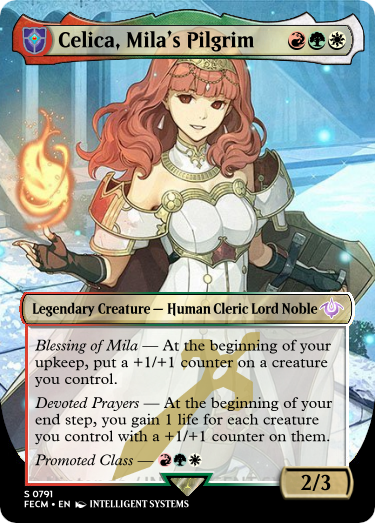 Celica, Mila's Pilgrim
Legendary Creature — Human Cleric Lord Noble
Blessing of Mila — At the beginning of your
upkeep, put a +1/+1 counter on a creature
you control.
Devoted Prayers — At the beginning of your
end step, you gain 1 life for each creature
you control with a +1/+1 counter on them.
Promoted Class —
2/3
S 0791
FECM • EN INTELLIGENT SYSTEMS